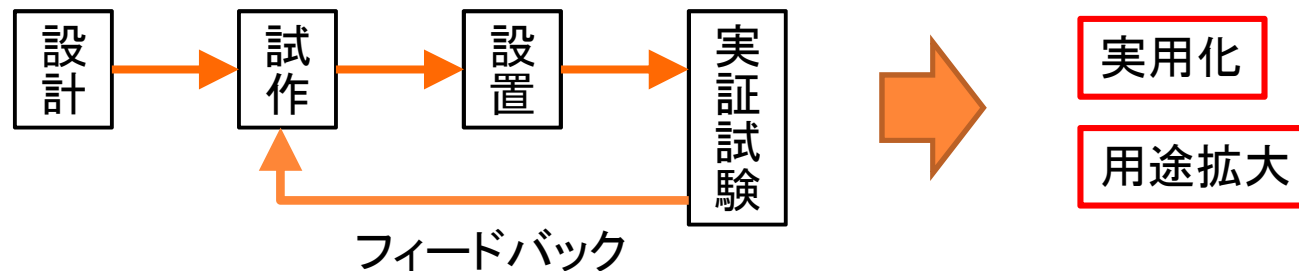 設計
試作
設置
実証試験
実用化
用途拡大
フィードバック